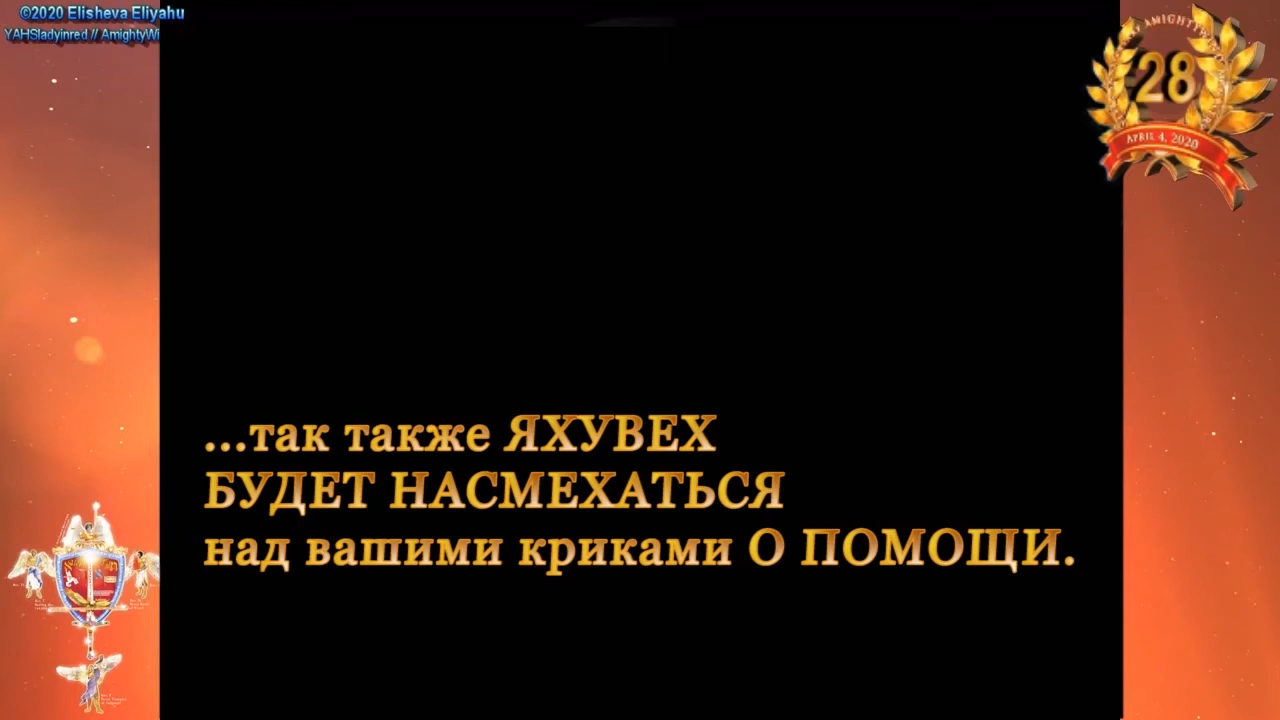 ©2020 Elisheva Eliyahu
YAHSladyinred // AmightyWi
28
APRIL 4, 2020
...так также ЯХУВЕХ
БУДЕТ НАСМЕХАТЬСЯ
над вашими криками О ПОМОЩИ.